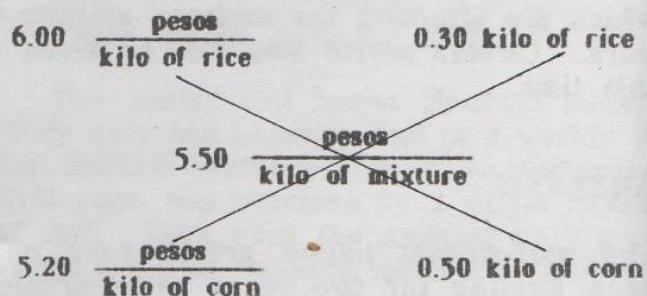 6.00 pesos / kilo of rice 0.30 kilo of rice
5.50 pesos / kilo of mixture
5.20 pesos / kilo of corn 0.50 kilo of corn